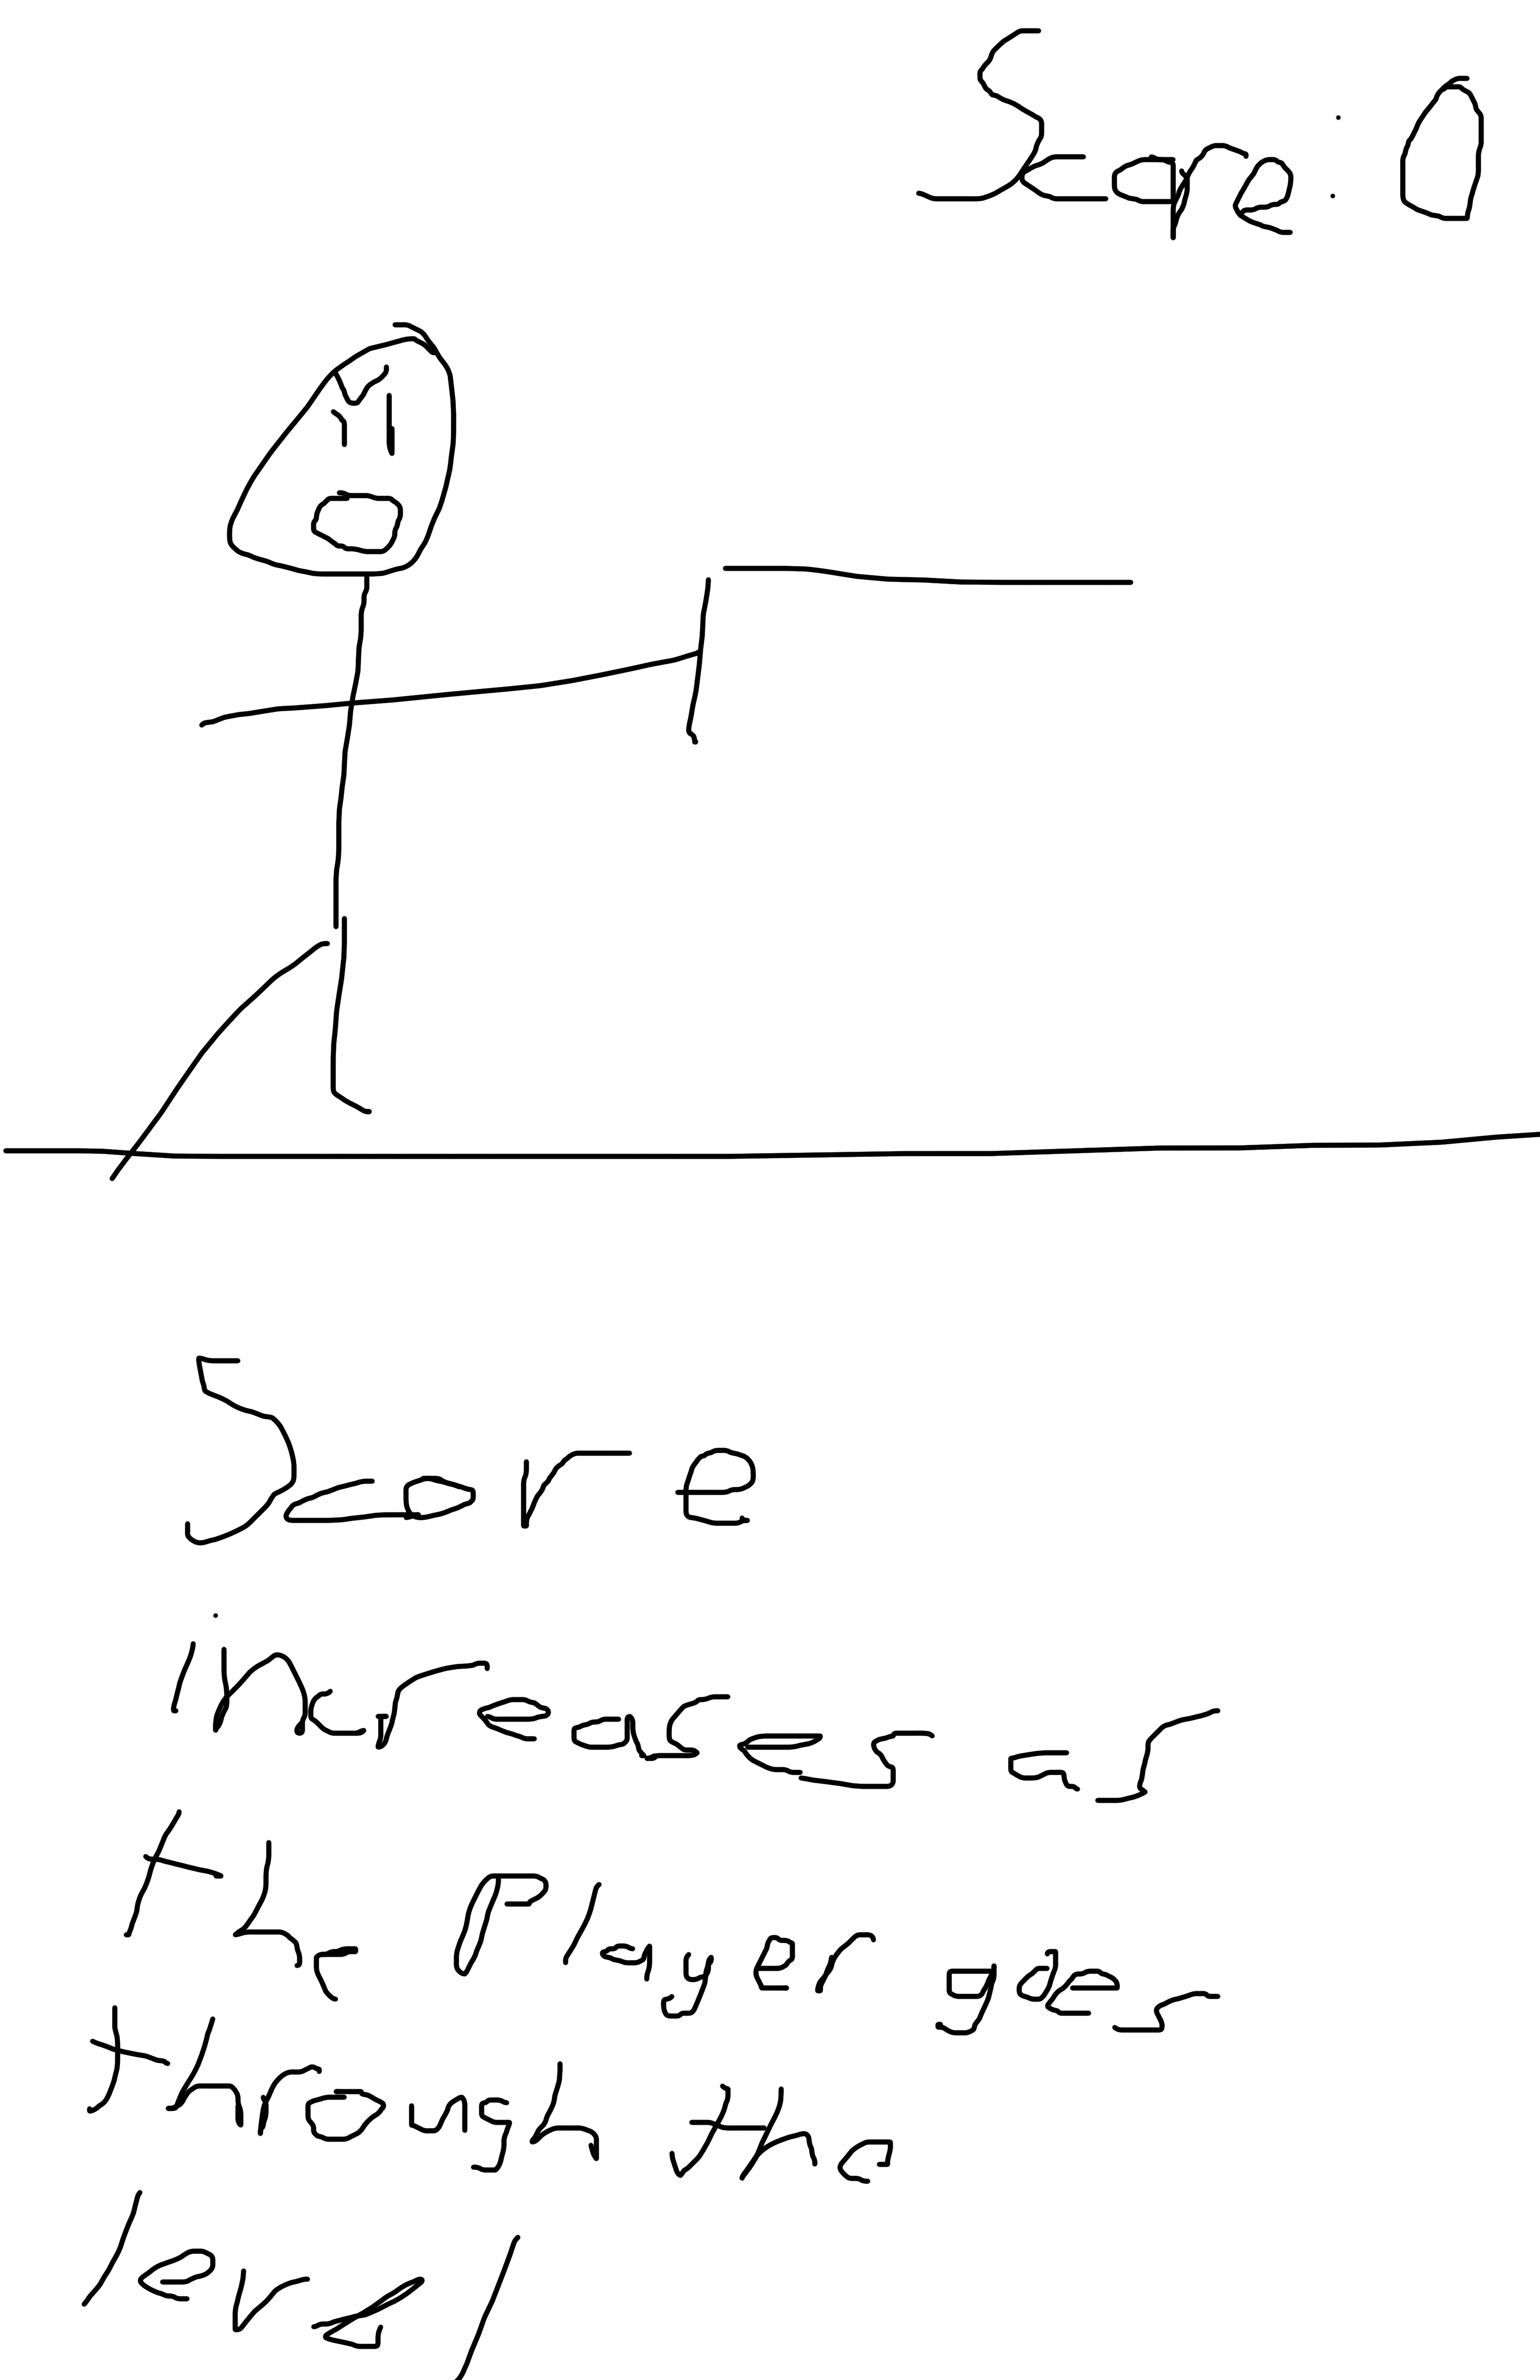 Score: 0
Score
increases as
the player goes
through the
level